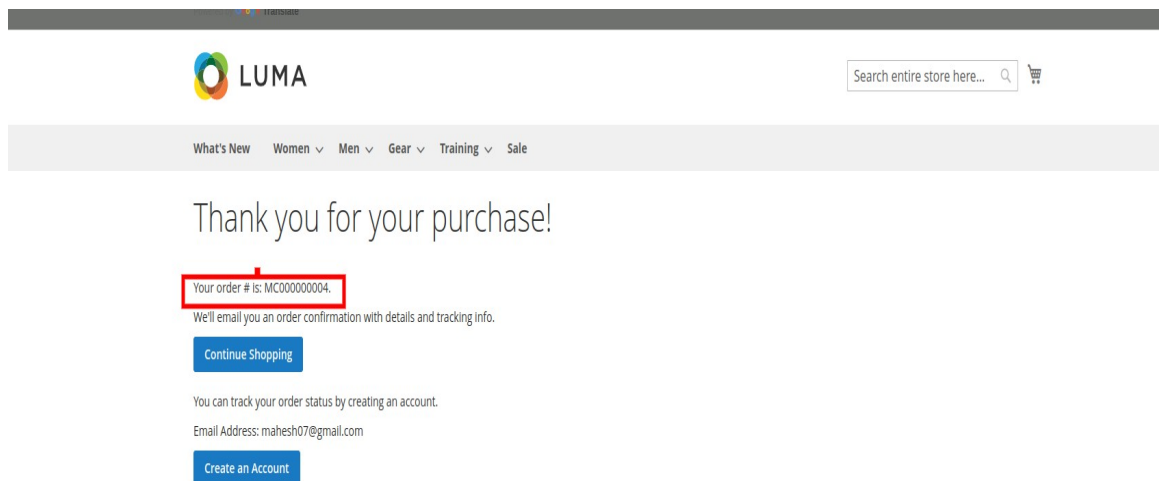 Translate
LUMA
Search entire store here...
What's New Women Men Gear Training Sale
Thank you for your purchase!
Your order # is: MC000000004.
We'll email you an order confirmation with details and tracking info.
Continue Shopping
You can track your order status by creating an account.
Email Address: mahesh07@gmail.com
Create an Account